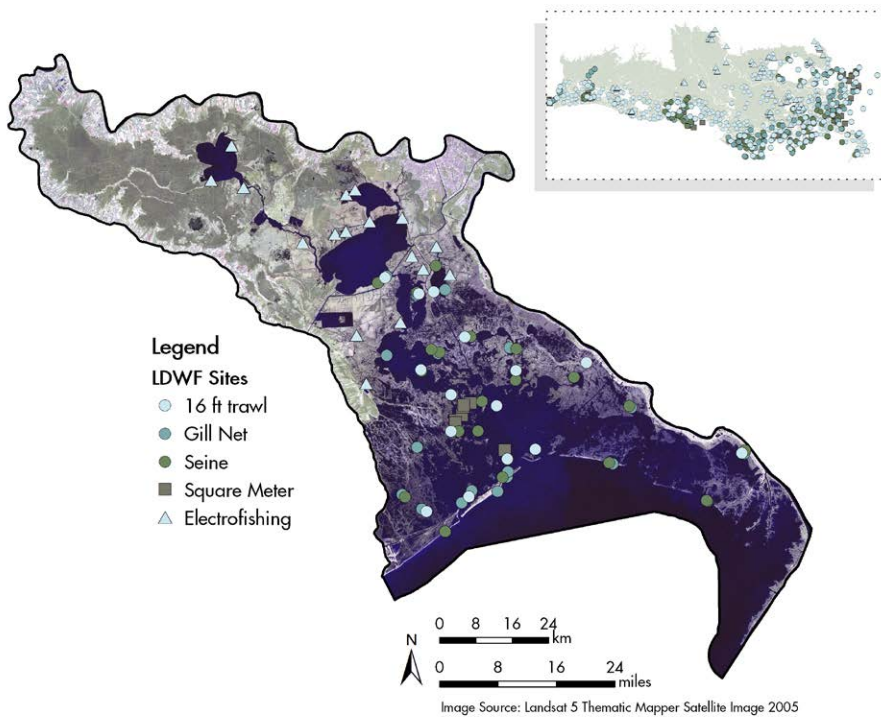 Legend
LDWF Sites
16 ft trawl
Gill Net
Seine
Square Meter
Electrofishing
0 8 16 24
km
N
0 8 16 24
miles
Image Source: Landsat 5 Thematic Mapper Satellite Image 2005